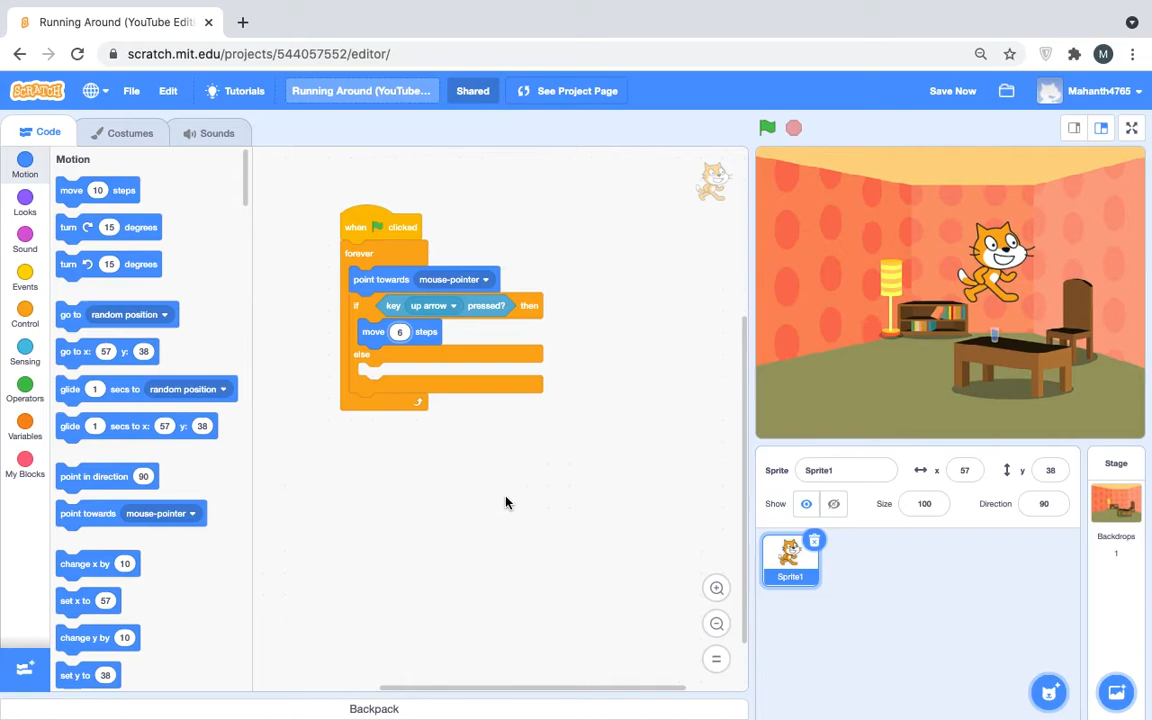 Running Around (YouTube Edit
scratch.mit.edu/projects/544057552/editor/
M
SCRATCH
File
Edit
Tutorials
Running Around (YouTube...
Shared
See Project Page
Save Now
Mahanth4765
Code
Costumes
Sounds
Motion
Looks
Sound
Events
Control
Sensing
Operators
Variables
My Blocks
Motion
move 10 steps
turn 15 degrees
turn 15 degrees
go to random position
go to x: 57 y: 38
glide 1 secs to random position
glide 1 secs to x: 57 y: 38
point in direction 90
point towards mouse-pointer
change x by 10
set x to 57
change y by 10
set y to 38
when clicked
forever
point towards mouse-pointer
if key up arrow pressed? then
move 6 steps
else
Sprite Sprite1 x 57 y 38
Show Size 100 Direction 90
Sprite1
Stage
Backdrops
1
Backpack